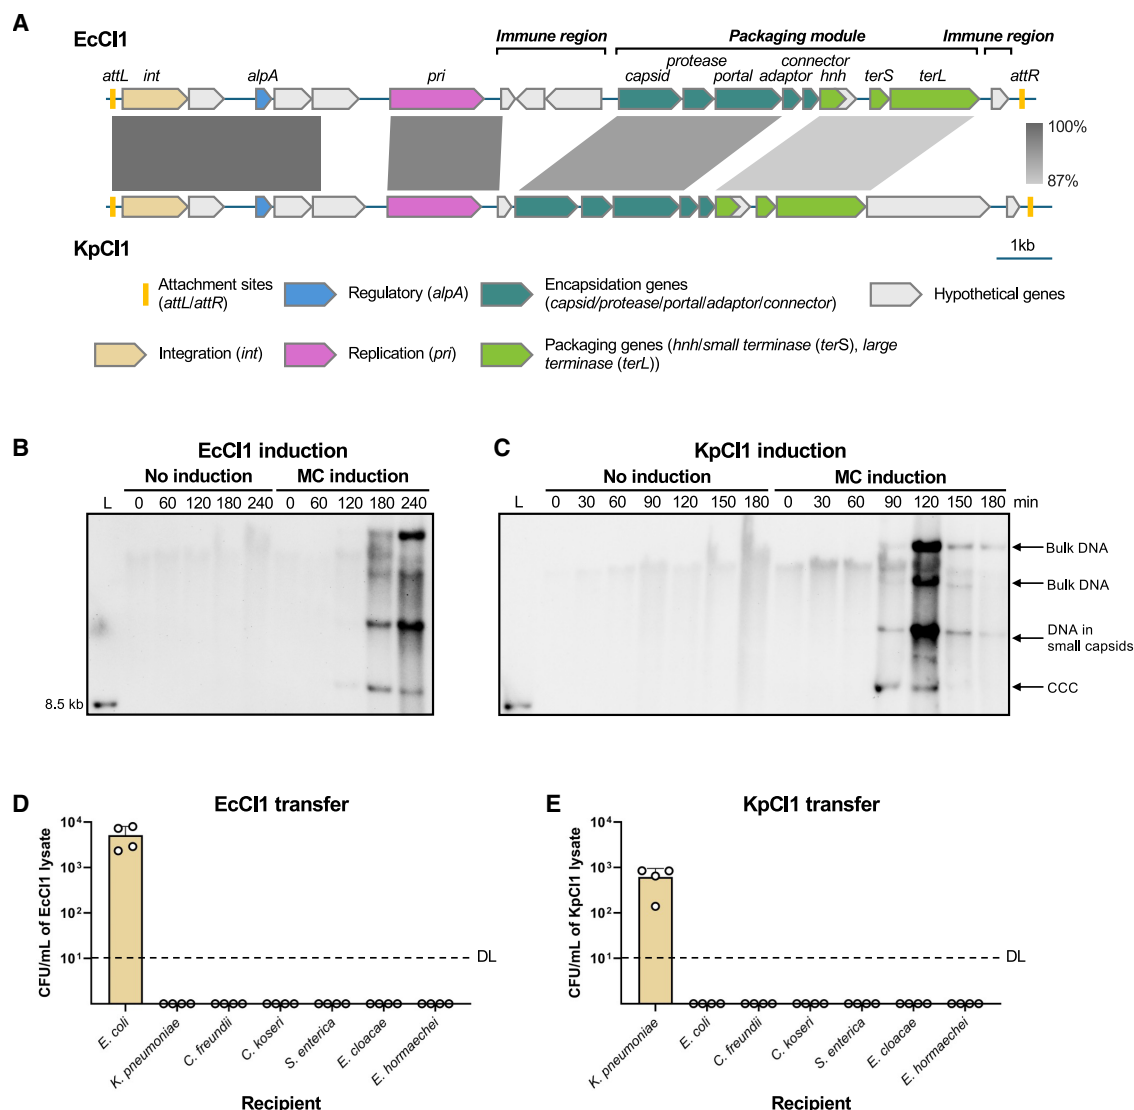 A
EcCI1
Immune region
Packaging module
Immune region
protease
connector
attL int alpA pri capsid portal adaptor hnh terS terL attR
100%
87%
KpCI1
1kb
Attachment sites
(attL/attR)
Regulatory (alpA)
Encapsidation genes
(capsid/protease/portal/adaptor/connector)
Hypothetical genes
Integration (int)
Replication (pri)
Packaging genes (hnh/small terminase (terS), large
terminase (terL))
B
EcCI1 induction
No induction MC induction
L 0 60 120 180 240 0 60 120 180 240
8.5 kb
C
KpCI1 induction
No induction MC induction
L 0 30 60 90 120 150 180 0 30 60 90 120 150 180 min
Bulk DNA
Bulk DNA
DNA in
small capsids
CCC
D
EcCI1 transfer
CFU/mL of EcCI1 lysate
10⁴
10³
10²
10¹
DL
E. coli
K. pneumoniae
C. freundii
C. koseri
S. enterica
E. cloacae
E. hormaechei
Recipient
E
KpCI1 transfer
CFU/mL of KpCI1 lysate
10⁴
10³
10²
10¹
DL
K. pneumoniae
E. coli
C. freundii
C. koseri
S. enterica
E. cloacae
E. hormaechei
Recipient